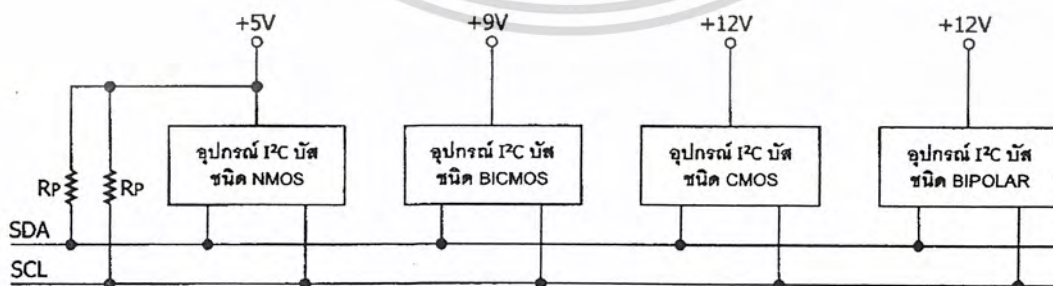 +5V
+9V
+12V
+12V
อุปกรณ์ I²C บัส
ชนิด NMOS
อุปกรณ์ I²C บัส
ชนิด BICMOS
อุปกรณ์ I²C บัส
ชนิด CMOS
อุปกรณ์ I²C บัส
ชนิด BIPOLAR
RP
RP
SDA
SCL